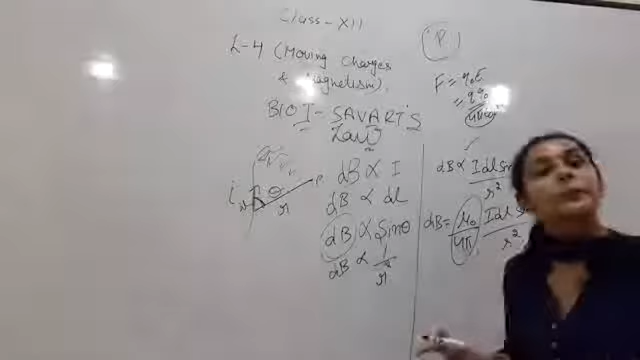 Class-XII
L-4 (Moving Charges
& Magnetism)
BIOT-SAVART'S
Law
i
θ
r
P
dB ∝ I
dB ∝ dl
dB ∝ Sinθ
dB ∝ 1/r²
F = q₀E
dB ∝ Idl sin / r²
dB = μ₀/4π Idl / r²